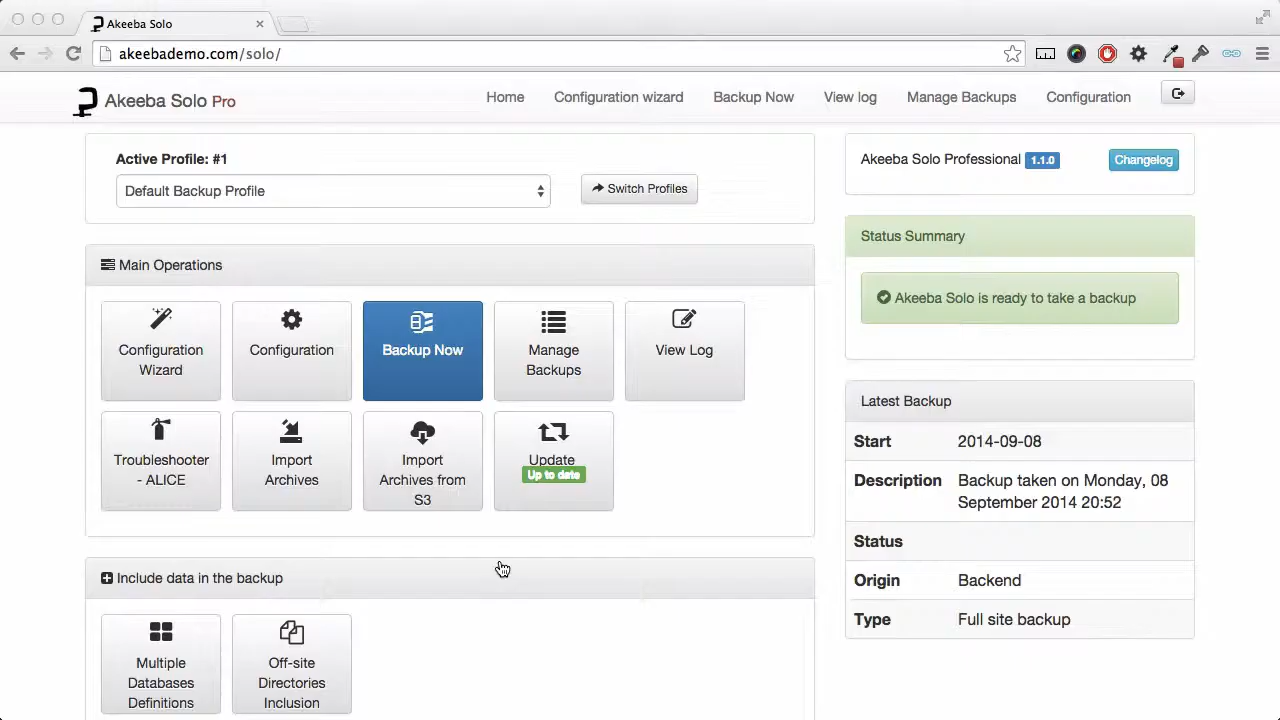 Akeeba Solo
akeebademo.com/solo/
Akeeba Solo Pro
Home
Configuration wizard
Backup Now
View log
Manage Backups
Configuration
Active Profile: #1
Default Backup Profile
Switch Profiles
Akeeba Solo Professional 1.1.0
Changelog
Main Operations
Configuration
Wizard
Configuration
Backup Now
Manage
Backups
View Log
Troubleshooter
- ALICE
Import
Archives
Import
Archives from
S3
Update
Up to date
Status Summary
Akeeba Solo is ready to take a backup
Latest Backup
Start 2014-09-08
Description Backup taken on Monday, 08
September 2014 20:52
Status
Origin Backend
Type Full site backup
Include data in the backup
Multiple
Databases
Definitions
Off-site
Directories
Inclusion